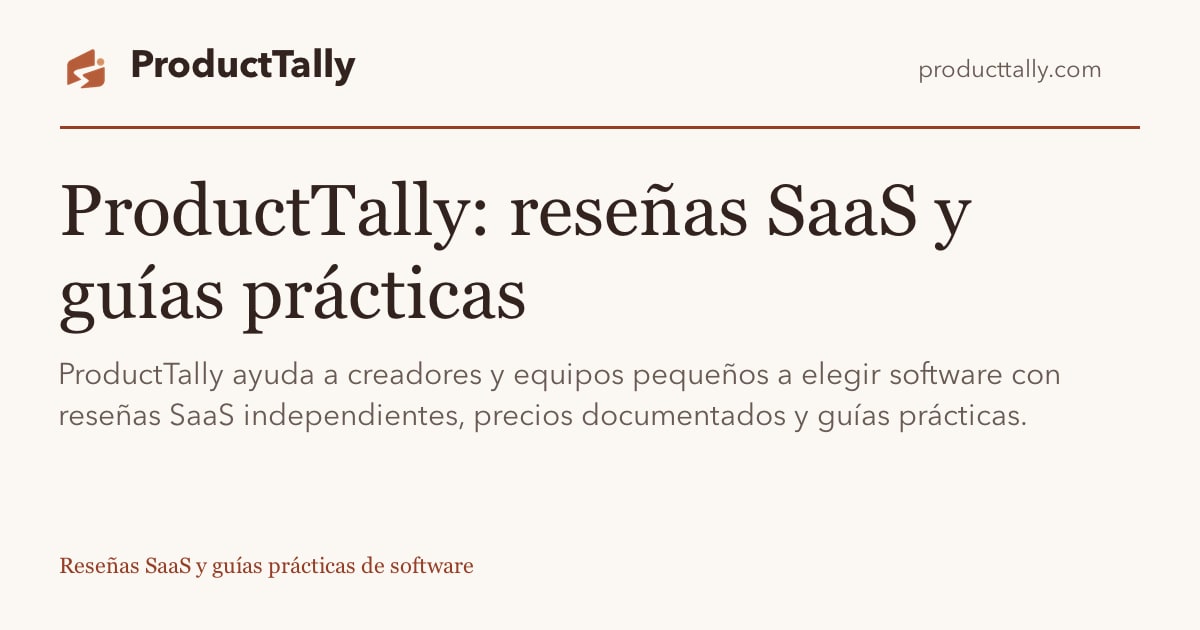 ProductTally
producttally.com
ProductTally: reseñas SaaS y
guías prácticas
ProductTally ayuda a creadores y equipos pequeños a elegir software con
reseñas SaaS independientes, precios documentados y guías prácticas.
Reseñas SaaS y guías prácticas de software